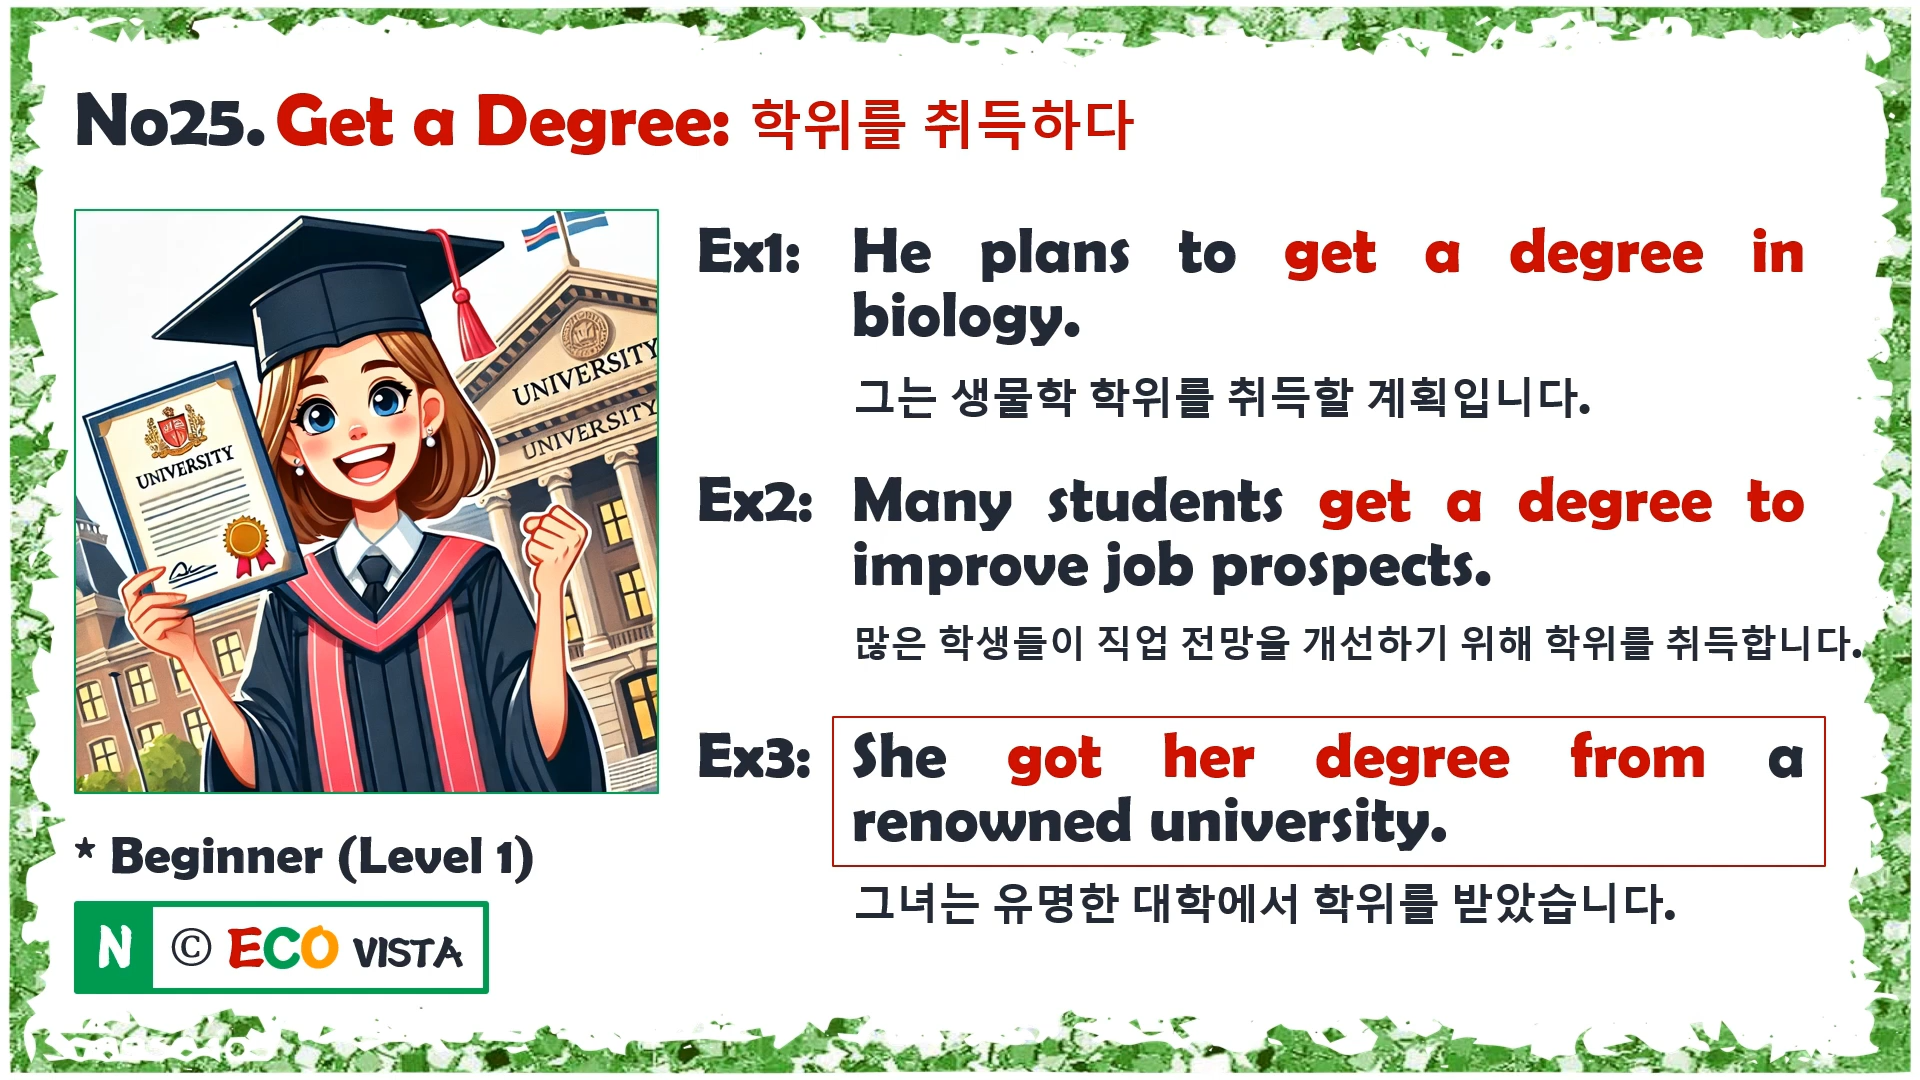 No25. Get a Degree: 학위를 취득하다
UNIVERSITY
UNIVERSITY
UNIVERSITY
Ex1: He plans to get a degree in
biology.
그는 생물학 학위를 취득할 계획입니다.
Ex2: Many students get a degree to
improve job prospects.
많은 학생들이 직업 전망을 개선하기 위해 학위를 취득합니다.
Ex3: She got her degree from a
renowned university.
그녀는 유명한 대학에서 학위를 받았습니다.
* Beginner (Level 1)
N © ECO VISTA